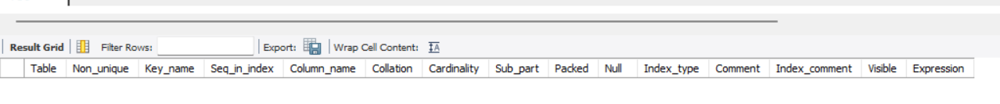 Result Grid Filter Rows: Export: Wrap Cell Content: IA
Table Non_unique Key_name Seq_in_index Column_name Collation Cardinality Sub_part Packed Null Index_type Comment Index_comment Visible Expression